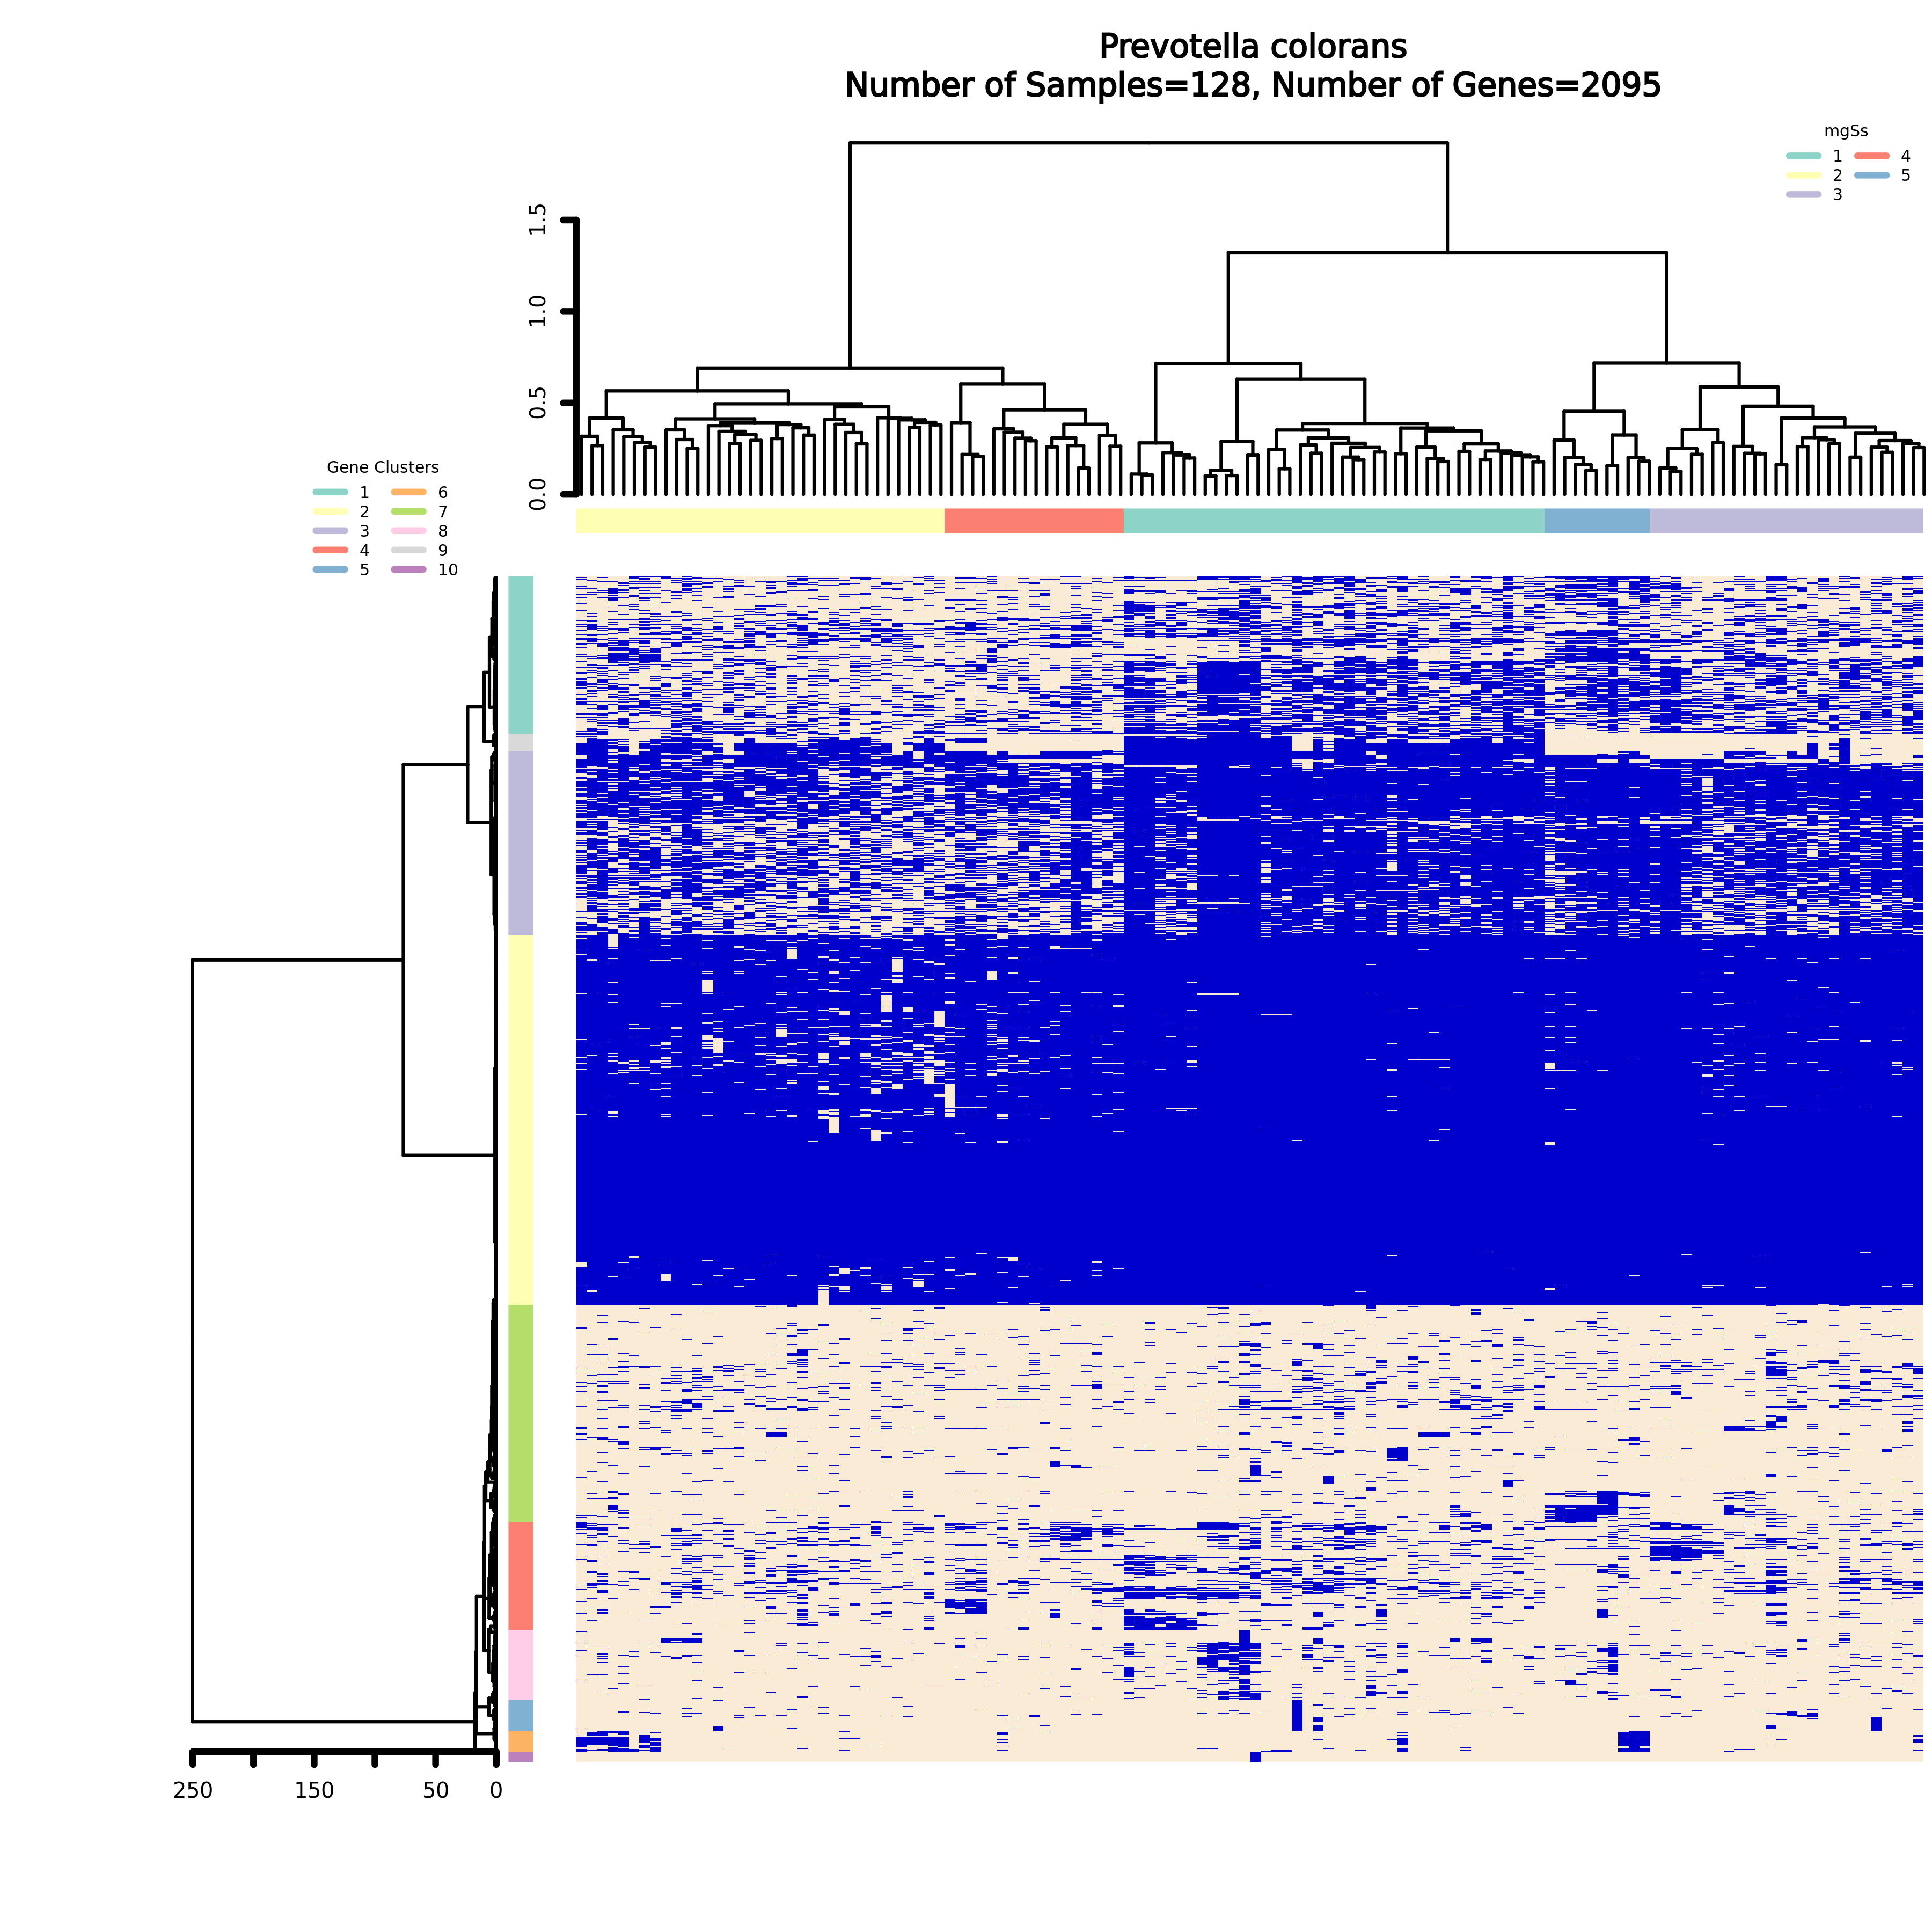 Prevotella colorans
Number of Samples=128, Number of Genes=2095
mgSs
1 4
2 5
3
1.5
1.0
0.5
0.0
Gene Clusters
1 6
2 7
3 8
4 9
5 10
250 150 50 0